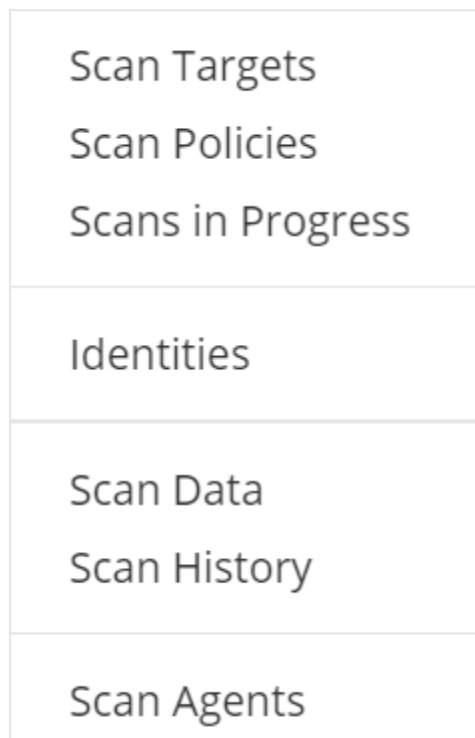 Scan Targets
Scan Policies
Scans in Progress
Identities
Scan Data
Scan History
Scan Agents